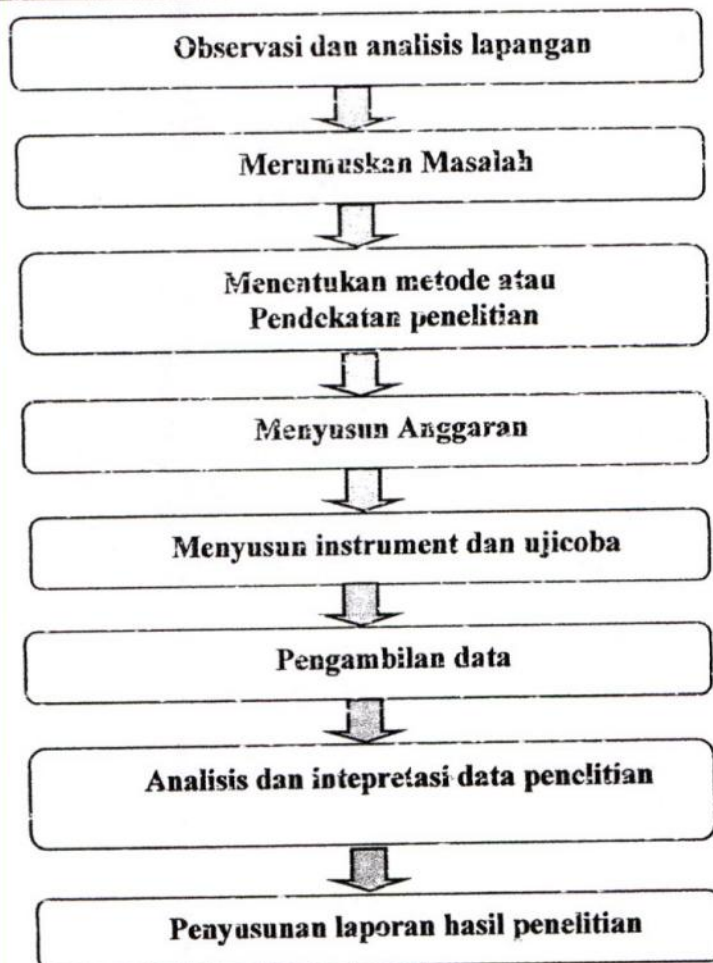 Observasi dan analisis lapangan
Merumuskan Masalah
Menentukan metode atau
Pendekatan penelitian
Menyusun Anggaran
Menyusun instrument dan ujicoba
Pengambilan data
Analisis dan intepretasi data penelitian
Penyusunan laporan hasil penelitian